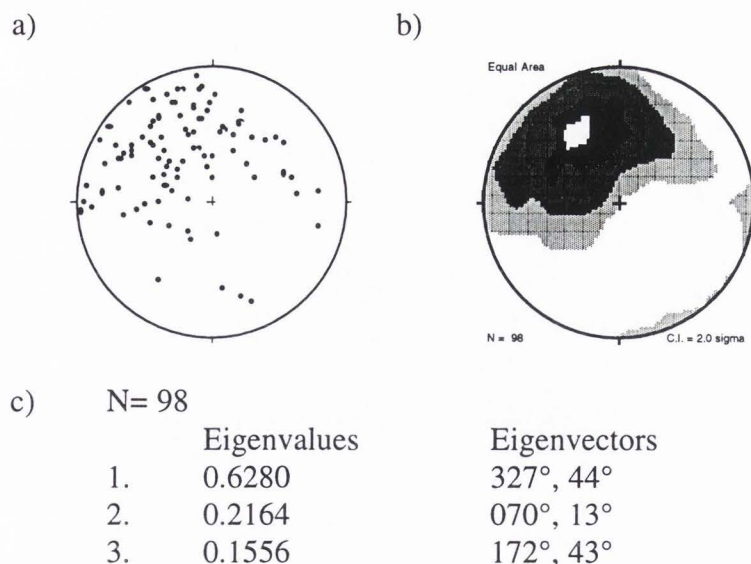 a)
b)
Equal Area
N = 98
C.I. = 2.0 sigma
c) N= 98
Eigenvalues Eigenvectors
1. 0.6280 327°, 44°
2. 0.2164 070°, 13°
3. 0.1556 172°, 43°